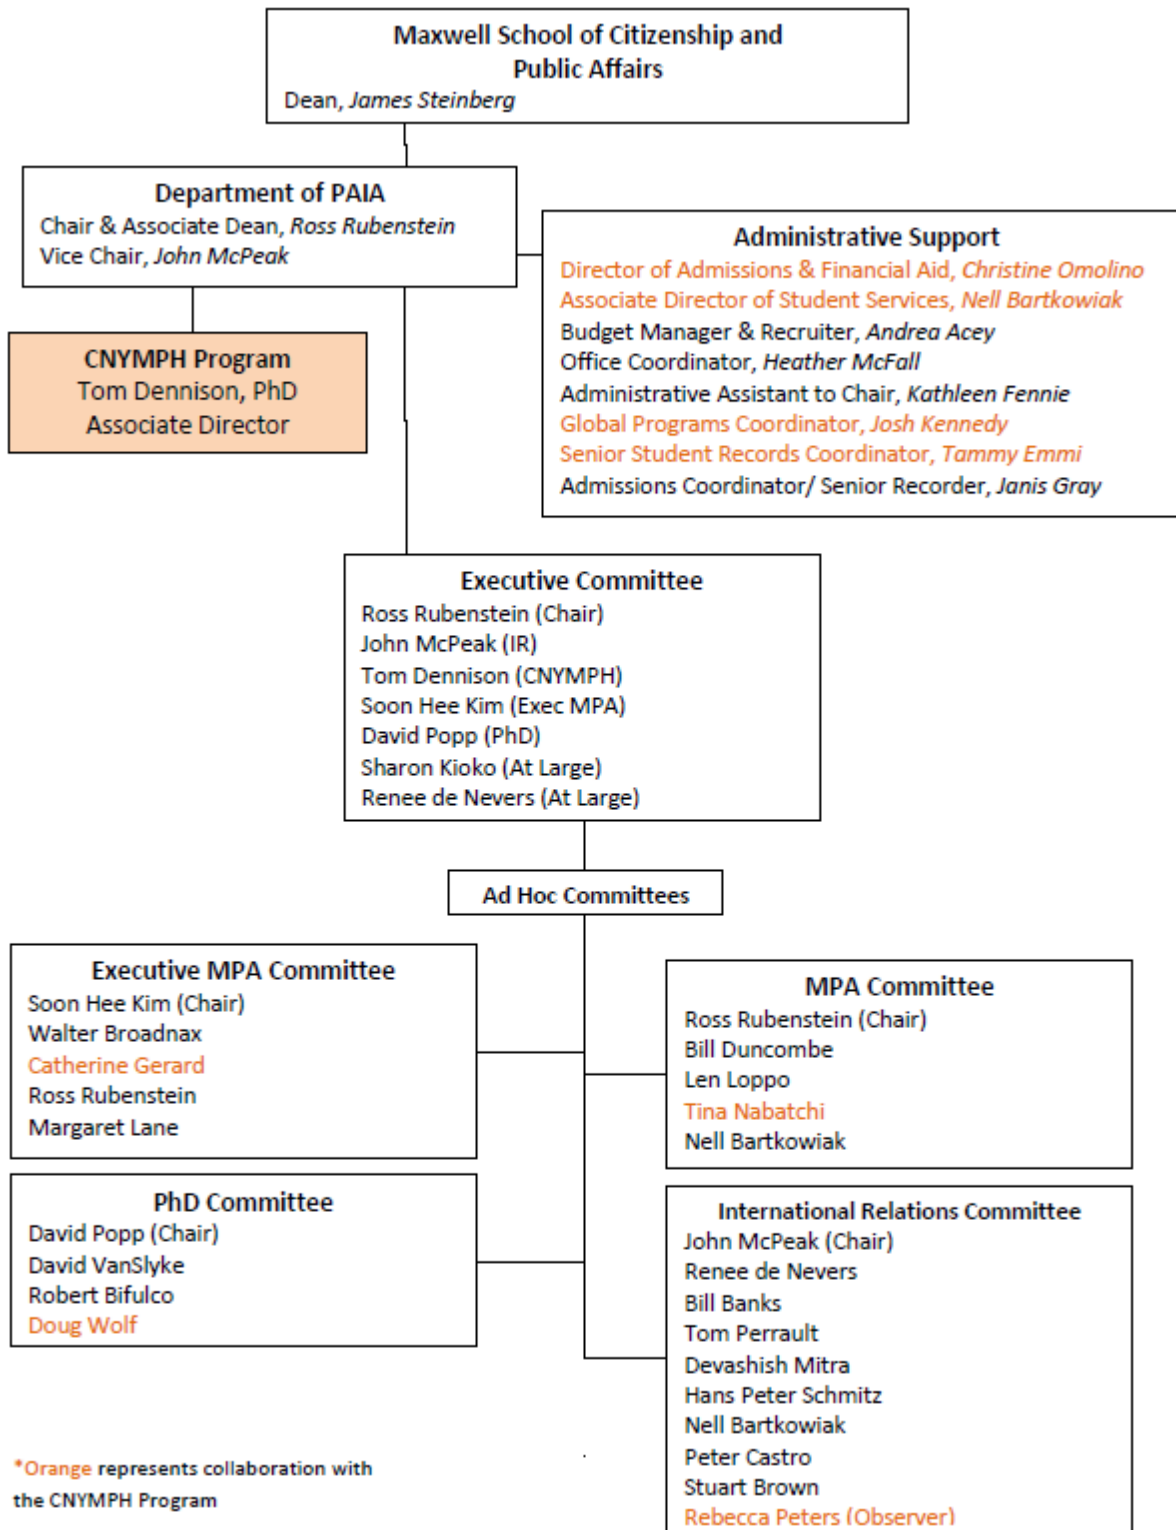 Maxwell School of Citizenship and
Public Affairs
Dean, James Steinberg
Department of PAIA
Chair & Associate Dean, Ross Rubenstein
Vice Chair, John McPeak
Administrative Support
Director of Admissions & Financial Aid, Christine Omolino
Associate Director of Student Services, Nell Bartkowiak
Budget Manager & Recruiter, Andrea Acey
Office Coordinator, Heather McFall
Administrative Assistant to Chair, Kathleen Fennie
Global Programs Coordinator, Josh Kennedy
Senior Student Records Coordinator, Tammy Emmi
Admissions Coordinator/ Senior Recorder, Janis Gray
CNYMPH Program
Tom Dennison, PhD
Associate Director
Executive Committee
Ross Rubenstein (Chair)
John McPeak (IR)
Tom Dennison (CNYMPH)
Soon Hee Kim (Exec MPA)
David Popp (PhD)
Sharon Kioko (At Large)
Renee de Nevers (At Large)
Ad Hoc Committees
Executive MPA Committee
Soon Hee Kim (Chair)
Walter Broadnax
Catherine Gerard
Ross Rubenstein
Margaret Lane
MPA Committee
Ross Rubenstein (Chair)
Bill Duncombe
Len Loppo
Tina Nabatchi
Nell Bartkowiak
PhD Committee
David Popp (Chair)
David VanSlyke
Robert Bifulco
Doug Wolf
International Relations Committee
John McPeak (Chair)
Renee de Nevers
Bill Banks
Tom Perrault
Devashish Mitra
Hans Peter Schmitz
Nell Bartkowiak
Peter Castro
Stuart Brown
Rebecca Peters (Observer)
*Orange represents collaboration with
the CNYMPH Program